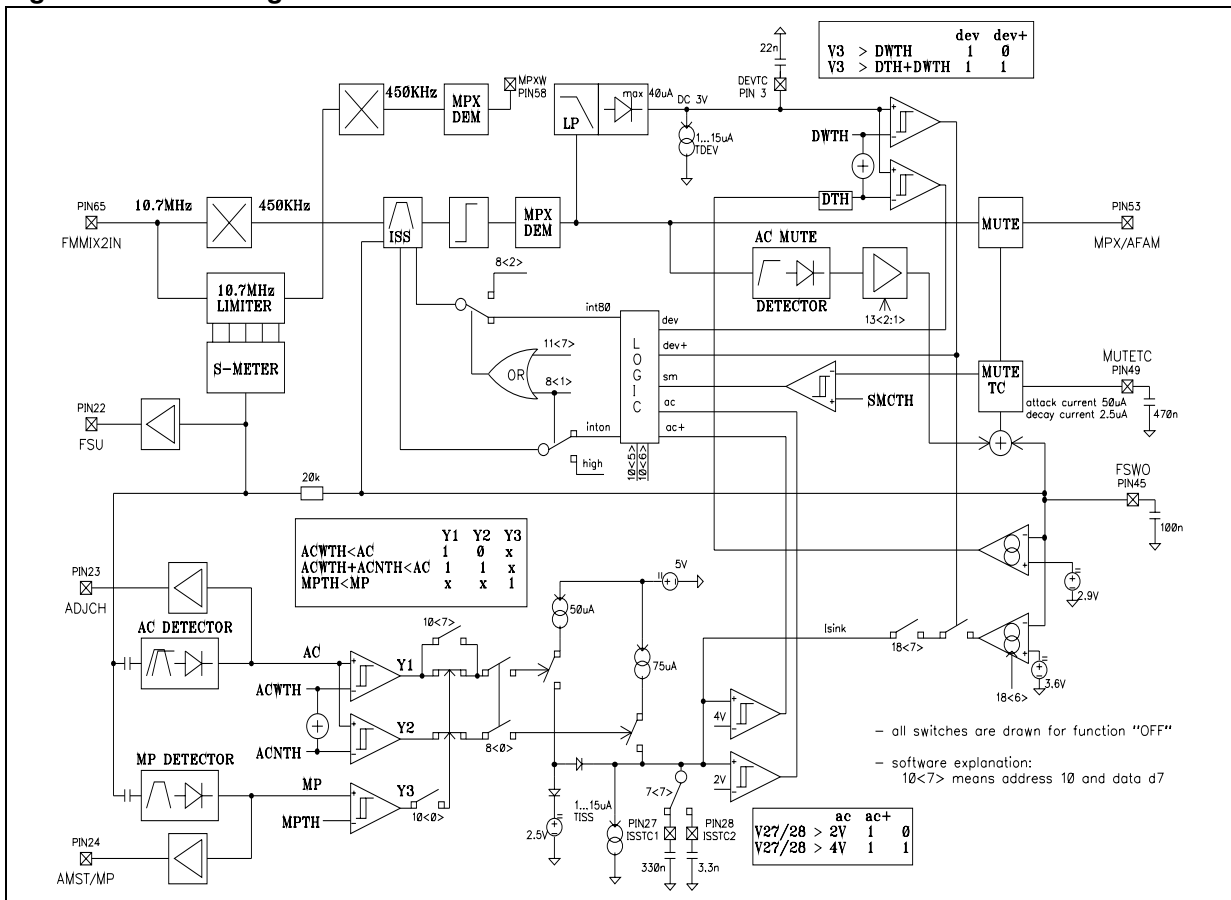 dev dev+
V3 > DWTH 1 0
V3 > DTH+DWTH 1 1
22n
DEVTC
PIN 3
MPXW
PIN58
450KHz
MPX
DEM
LP
max 40uA
DC 3V
1...15uA
TDEV
DWTH
DTH
PIN65
FMMIX2IN
10.7MHz
450KHz
ISS
MPX
DEM
MUTE
PIN53
MPX/AFAM
AC MUTE
DETECTOR
13<2:1>
10.7MHz
LIMITER
S-METER
8<2>
int80
11<7>
OR
8<1>
inton
high
LOGIC
dev
dev+
sm
ac
ac+
10<5>
10<6>
SMCTH
MUTE
TC
MUTETC
PIN49
attack current 50uA
decay current 2.5uA
470n
PIN22
FSU
20k
FSWO
PIN45
100n
Y1 Y2 Y3
ACWTH<AC 1 0 x
ACWTH+ACNTH<AC 1 1 x
MPTH<MP x x 1
PIN23
ADJCH
AC DETECTOR
AC
ACWTH
ACNTH
Y1
Y2
10<7>
8<0>
50uA
5V
75uA
Isink
18<7>
2.9V
3.6V
18<6>
4V
2V
MP DETECTOR
MP
MPTH
Y3
10<0>
PIN24
AMST/MP
2.5V
1...15uA
TISS
7<7>
PIN27
ISSTC1
PIN28
ISSTC2
330n
3.3n
ac ac+
V27/28 > 2V 1 0
V27/28 > 4V 1 1
– all switches are drawn for function "OFF"
– software explanation:
10<7> means address 10 and data d7